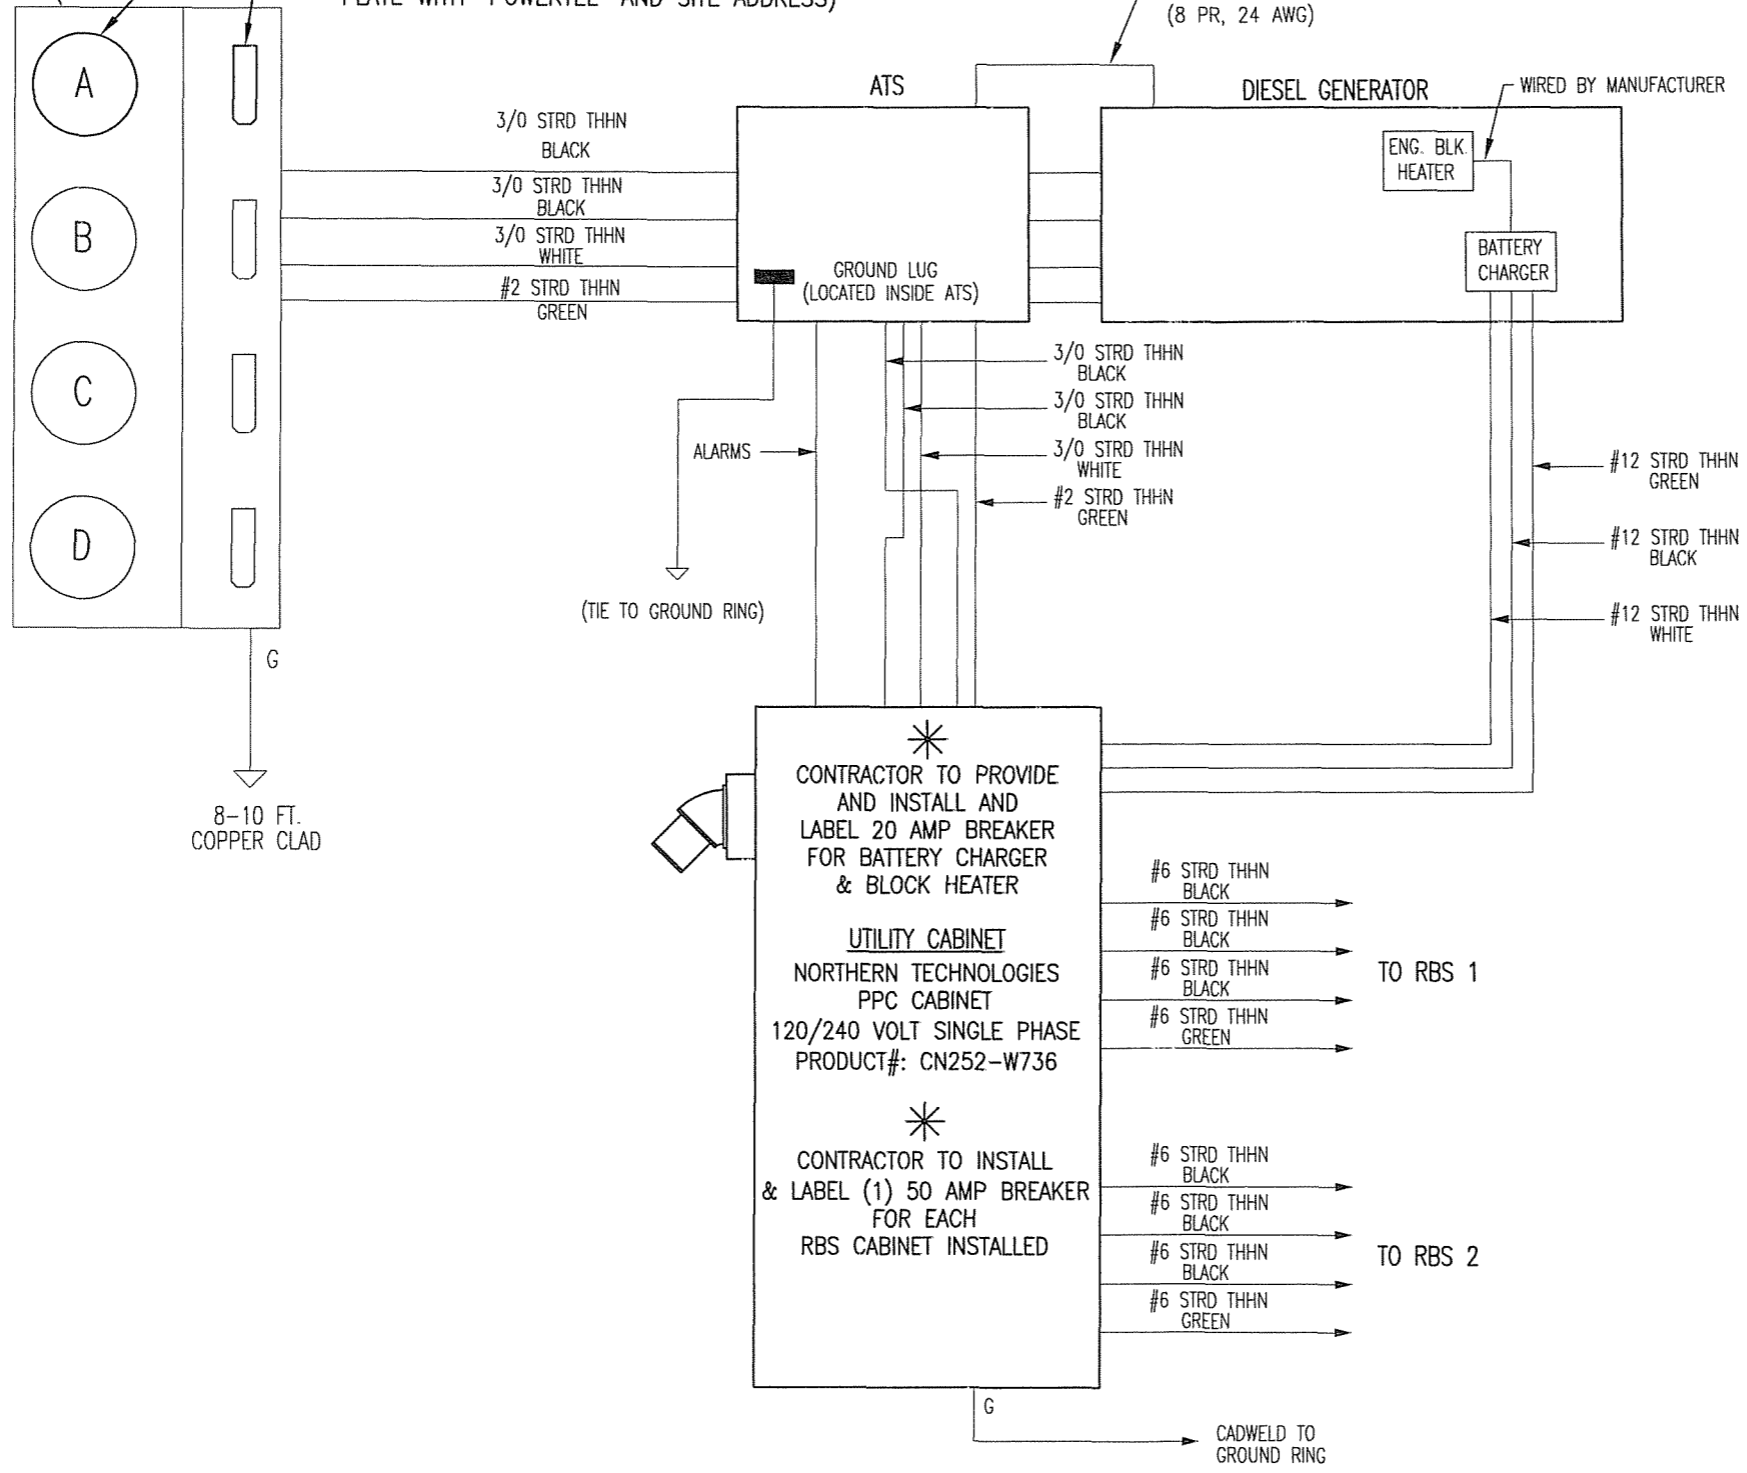 PLATE WITH "POWERTEL" AND SITE ADDRESS)
(8 PR, 24 AWG)
A
B
C
D
G
8-10 FT.
COPPER CLAD
3/0 STRD THHN
BLACK
3/0 STRD THHN
BLACK
3/0 STRD THHN
WHITE
#2 STRD THHN
GREEN
ATS
GROUND LUG
(LOCATED INSIDE ATS)
DIESEL GENERATOR
WIRED BY MANUFACTURER
ENG. BLK.
HEATER
BATTERY
CHARGER
ALARMS
(TIE TO GROUND RING)
3/0 STRD THHN
BLACK
3/0 STRD THHN
BLACK
3/0 STRD THHN
WHITE
#2 STRD THHN
GREEN
#12 STRD THHN
GREEN
#12 STRD THHN
BLACK
#12 STRD THHN
WHITE
CONTRACTOR TO PROVIDE
AND INSTALL AND
LABEL 20 AMP BREAKER
FOR BATTERY CHARGER
& BLOCK HEATER
UTILITY CABINET
NORTHERN TECHNOLOGIES
PPC CABINET
120/240 VOLT SINGLE PHASE
PRODUCT#: CN252-W736
CONTRACTOR TO INSTALL
& LABEL (1) 50 AMP BREAKER
FOR EACH
RBS CABINET INSTALLED
#6 STRD THHN
BLACK
#6 STRD THHN
BLACK
#6 STRD THHN
BLACK
#6 STRD THHN
GREEN
TO RBS 1
#6 STRD THHN
BLACK
#6 STRD THHN
BLACK
#6 STRD THHN
BLACK
#6 STRD THHN
GREEN
TO RBS 2
G
CADWELD TO
GROUND RING